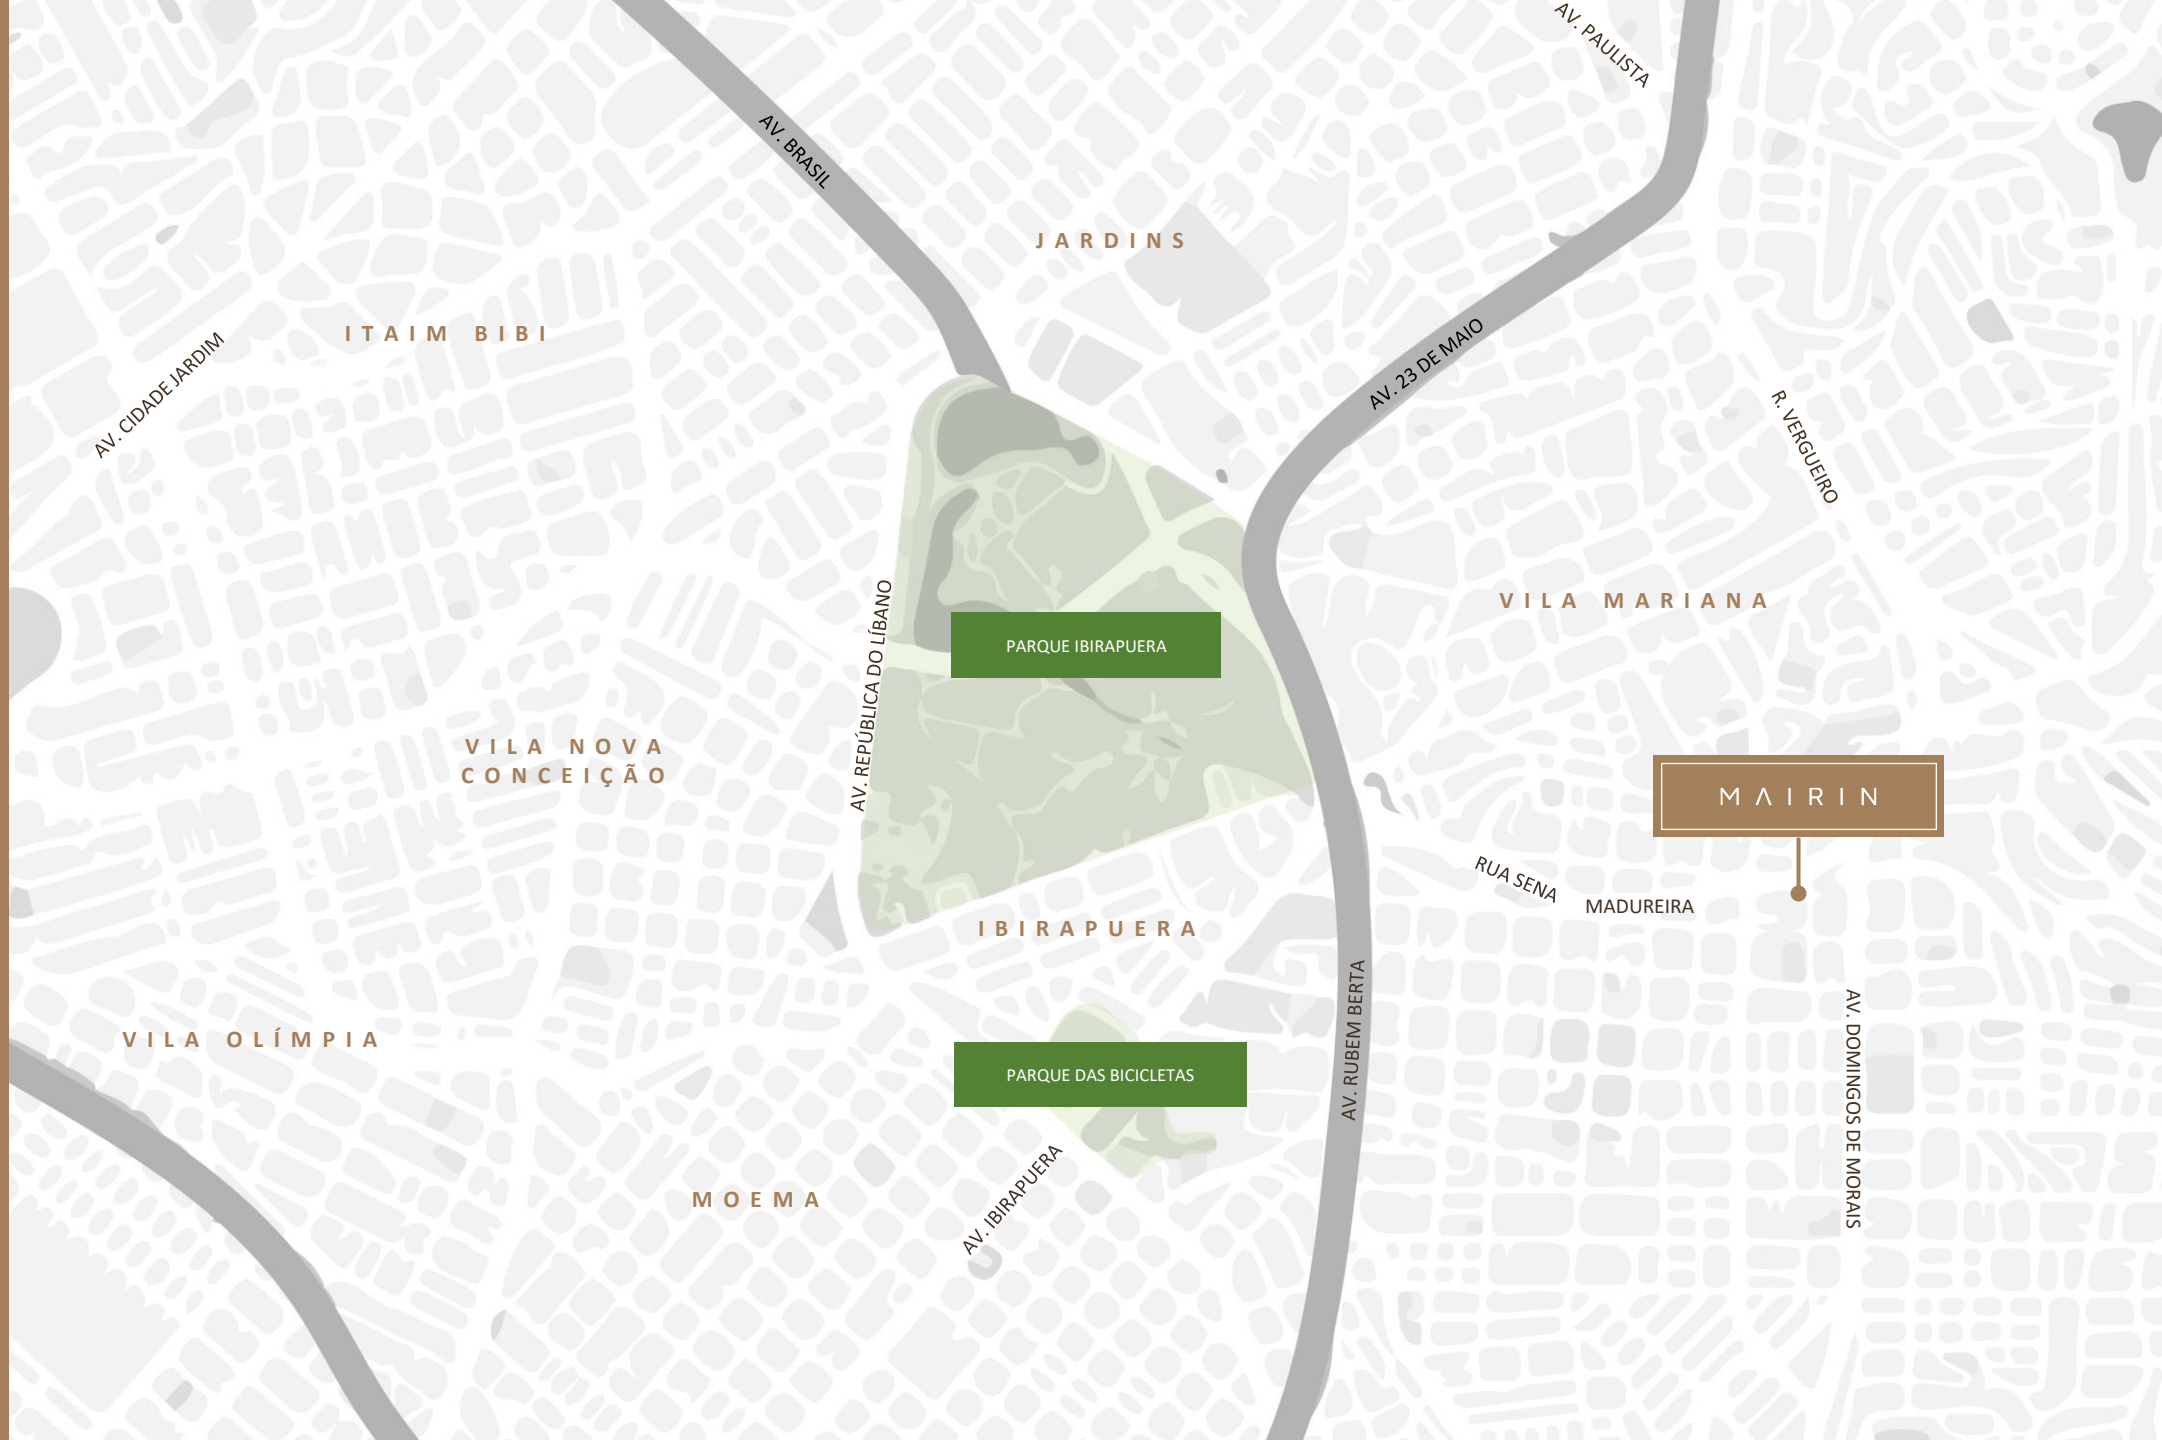 AV. PAULISTA
AV. BRASIL
JARDINS
ITAIM BIBI
AV. CIDADE JARDIM
AV. 23 DE MAIO
R. VERGUEIRO
VILA MARIANA
AV. REPÚBLICA DO LÍBANO
PARQUE IBIRAPUERA
VILA NOVA
CONCEIÇÃO
MAIRIN
RUA SENA
MADUREIRA
IBIRAPUERA
AV. RUBEM BERTA
VILA OLÍMPIA
PARQUE DAS BICICLETAS
AV. DOMINGOS DE MORAIS
MOEMA
AV. IBIRAPUERA